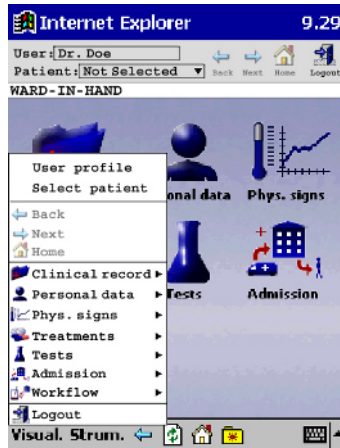 Internet Explorer 9.29
User: Dr. Doe
Patient: Not Selected
Back Next Home Logout
WARD-IN-HAND
onal data Phys. signs
User profile
Select patient
Back
Next
Home
Clinical record
Personal data
Phys. signs
Treatments
Tests
Admission
Workflow
Logout
Tests Admission
Visual. Strum.